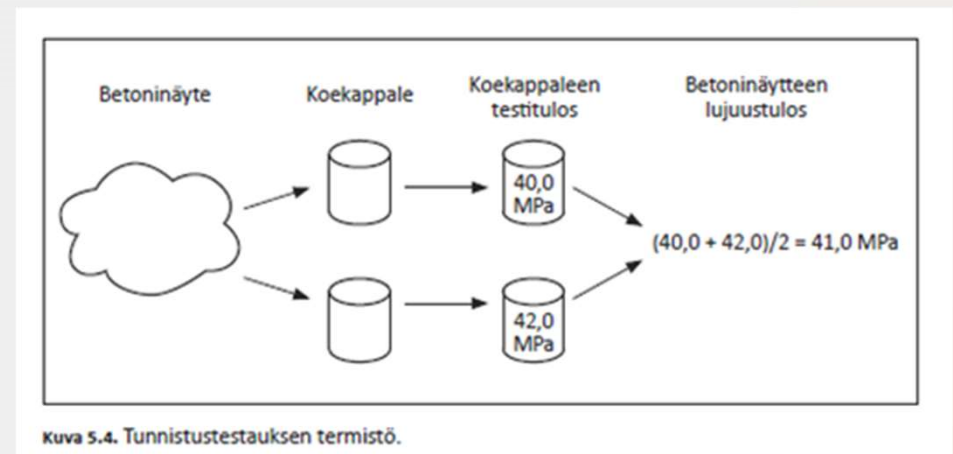 Betoninäyte
Koekappale
Koekappaleen
testitulos
Betoninäytteen
lujuustulos
40,0
MPa
(40,0 + 42,0)/2 = 41,0 MPa
42,0
MPa
Kuva 5.4. Tunnistustestauksen termistö.